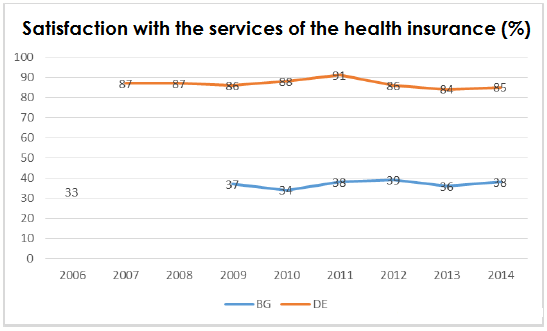 Satisfaction with the services of the health insurance (%)
100
90
80
70
60
50
40
30
20
10
0
87 87 86 88 91 86 84 85
33 37 34 38 39 36 38
2006 2007 2008 2009 2010 2011 2012 2013 2014
BG DE